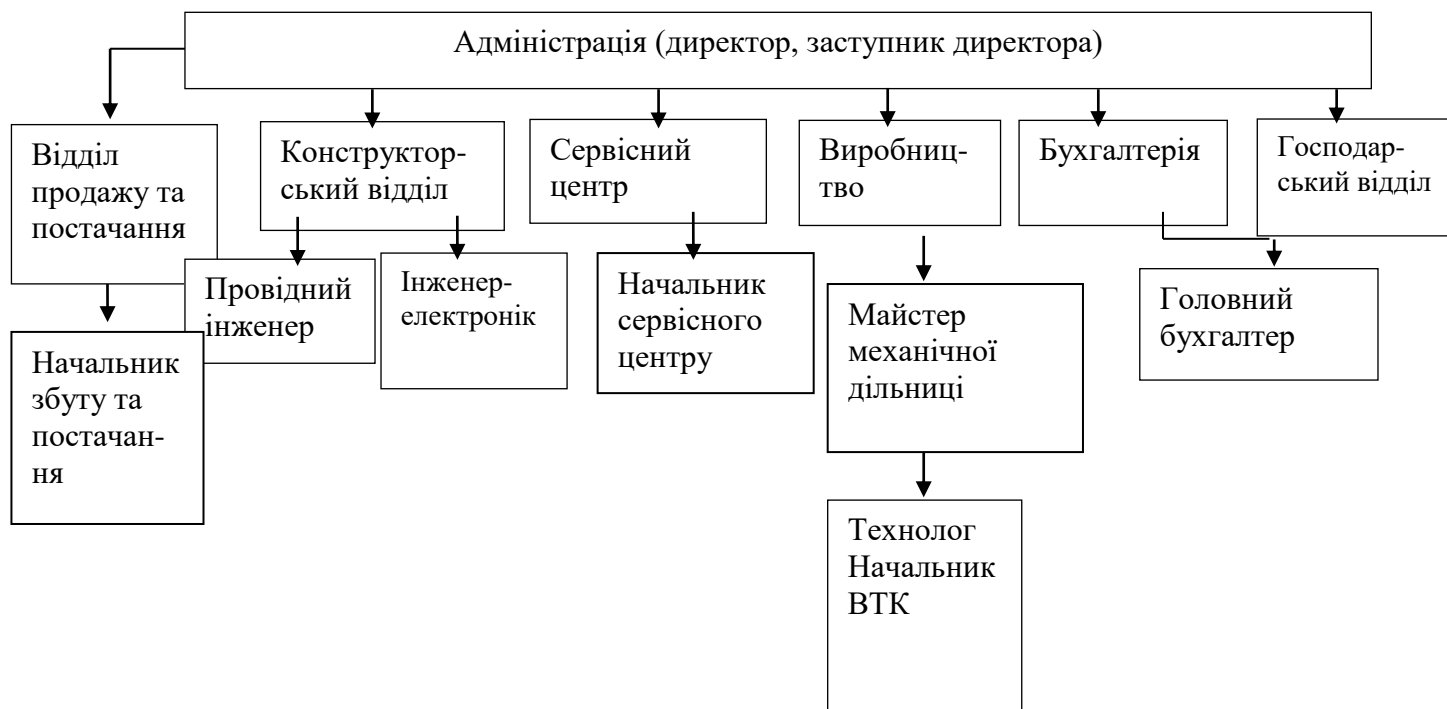 Адміністрація (директор, заступник директора)
Відділ
продажу та
постачання
Конструктор-
ський відділ
Сервісний
центр
Виробниц-
тво
Бухгалтерія
Господар-
ський відділ
Провідний
інженер
Інженер-
електронік
Начальник
сервісного
центру
Майстер
механічної
дільниці
Головний
бухгалтер
Начальник
збуту та
постачан-
ня
Технолог
Начальник
ВТК